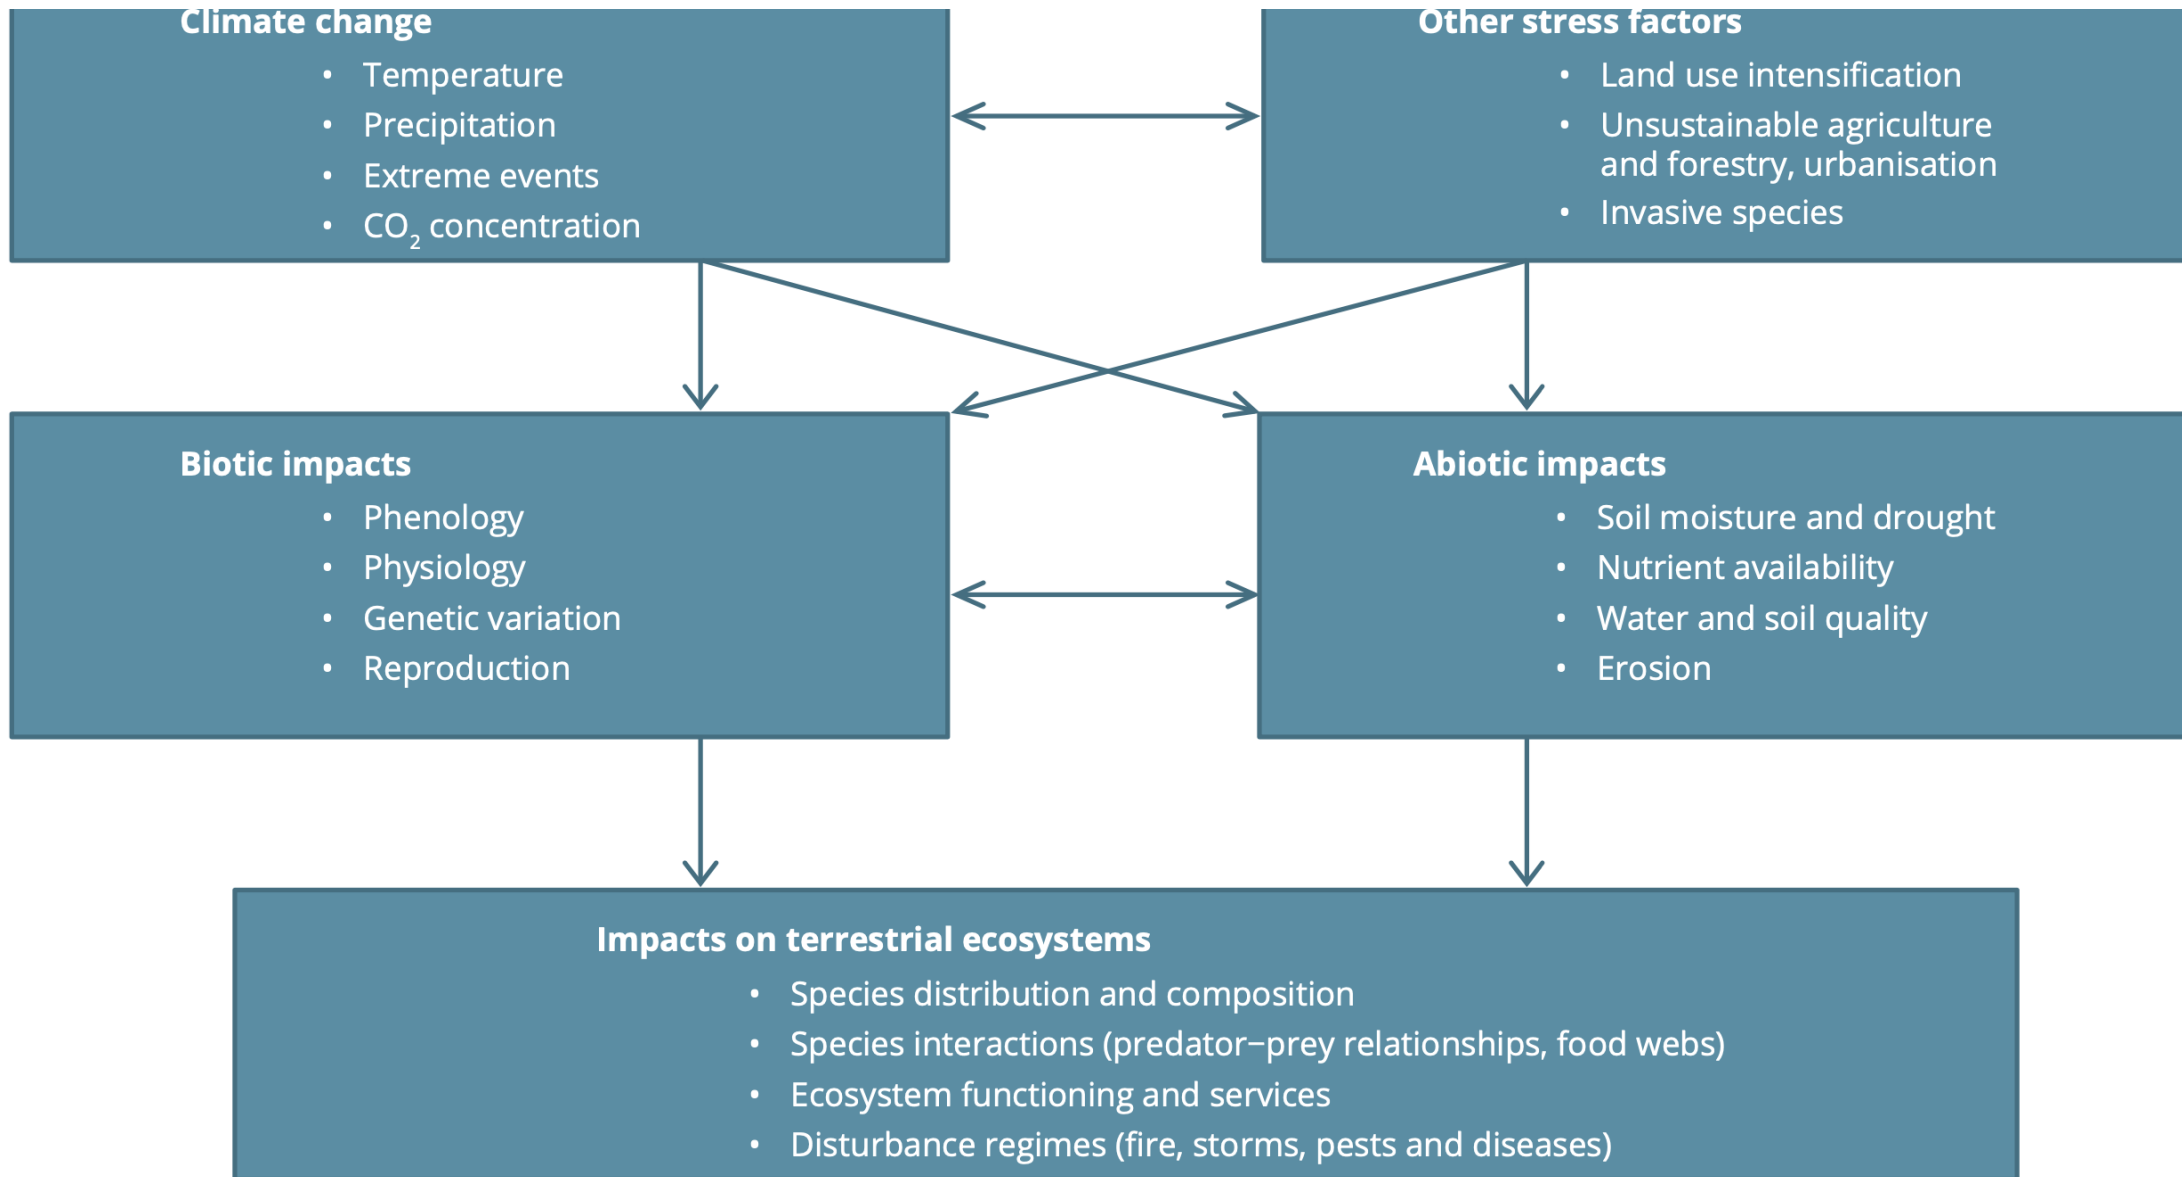 Climate change
• Temperature
• Precipitation
• Extreme events
• CO₂ concentration
Other stress factors
• Land use intensification
• Unsustainable agriculture
and forestry, urbanisation
• Invasive species
Biotic impacts
• Phenology
• Physiology
• Genetic variation
• Reproduction
Abiotic impacts
• Soil moisture and drought
• Nutrient availability
• Water and soil quality
• Erosion
Impacts on terrestrial ecosystems
• Species distribution and composition
• Species interactions (predator–prey relationships, food webs)
• Ecosystem functioning and services
• Disturbance regimes (fire, storms, pests and diseases)